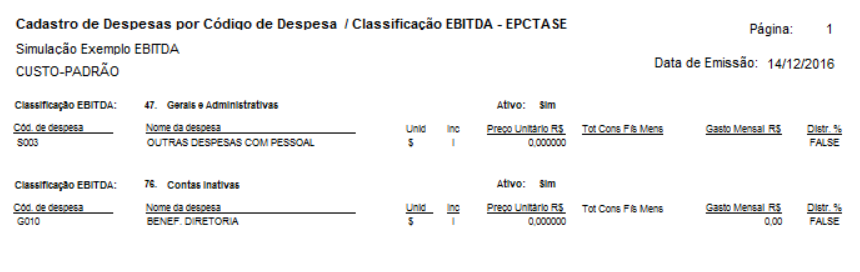 Cadastro de Despesas por Código de Despesa / Classificação EBITDA - EPCTASE Página: 1
Simulação Exemplo EBITDA
CUSTO-PADRÃO Data de Emissão: 14/12/2016
Classificação EBITDA: 47. Gerais e Administrativas Ativo: Sim
Cód. de despesa Nome da despesa Unid Inc Preço Unitário R$ Tot Cons Fís Mens Gasto Mensal R$ Distr. %
S003 OUTRAS DESPESAS COM PESSOAL $ I 0,000000 FALSE
Classificação EBITDA: 76. Contas Inativas Ativo: Sim
Cód. de despesa Nome da despesa Unid Inc Preço Unitário R$ Tot Cons Fís Mens Gasto Mensal R$ Distr. %
G010 BENEF. DIRETORIA $ I 0,000000 0,00 FALSE